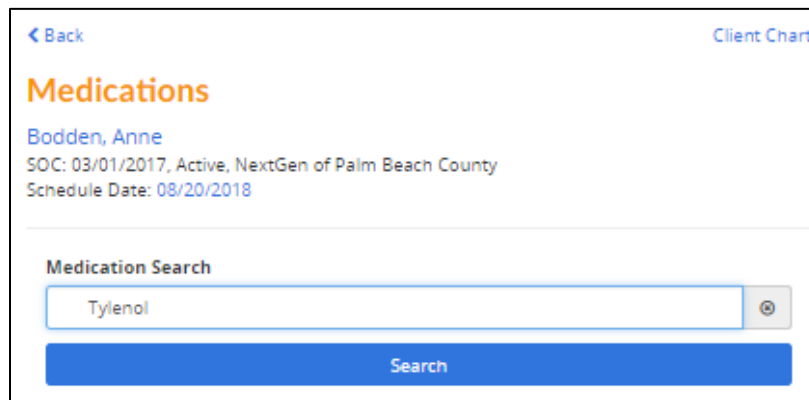 Back
Client Chart
Medications
Bodden, Anne
SOC: 03/01/2017, Active, NextGen of Palm Beach County
Schedule Date: 08/20/2018
Medication Search
Tylenol
Search